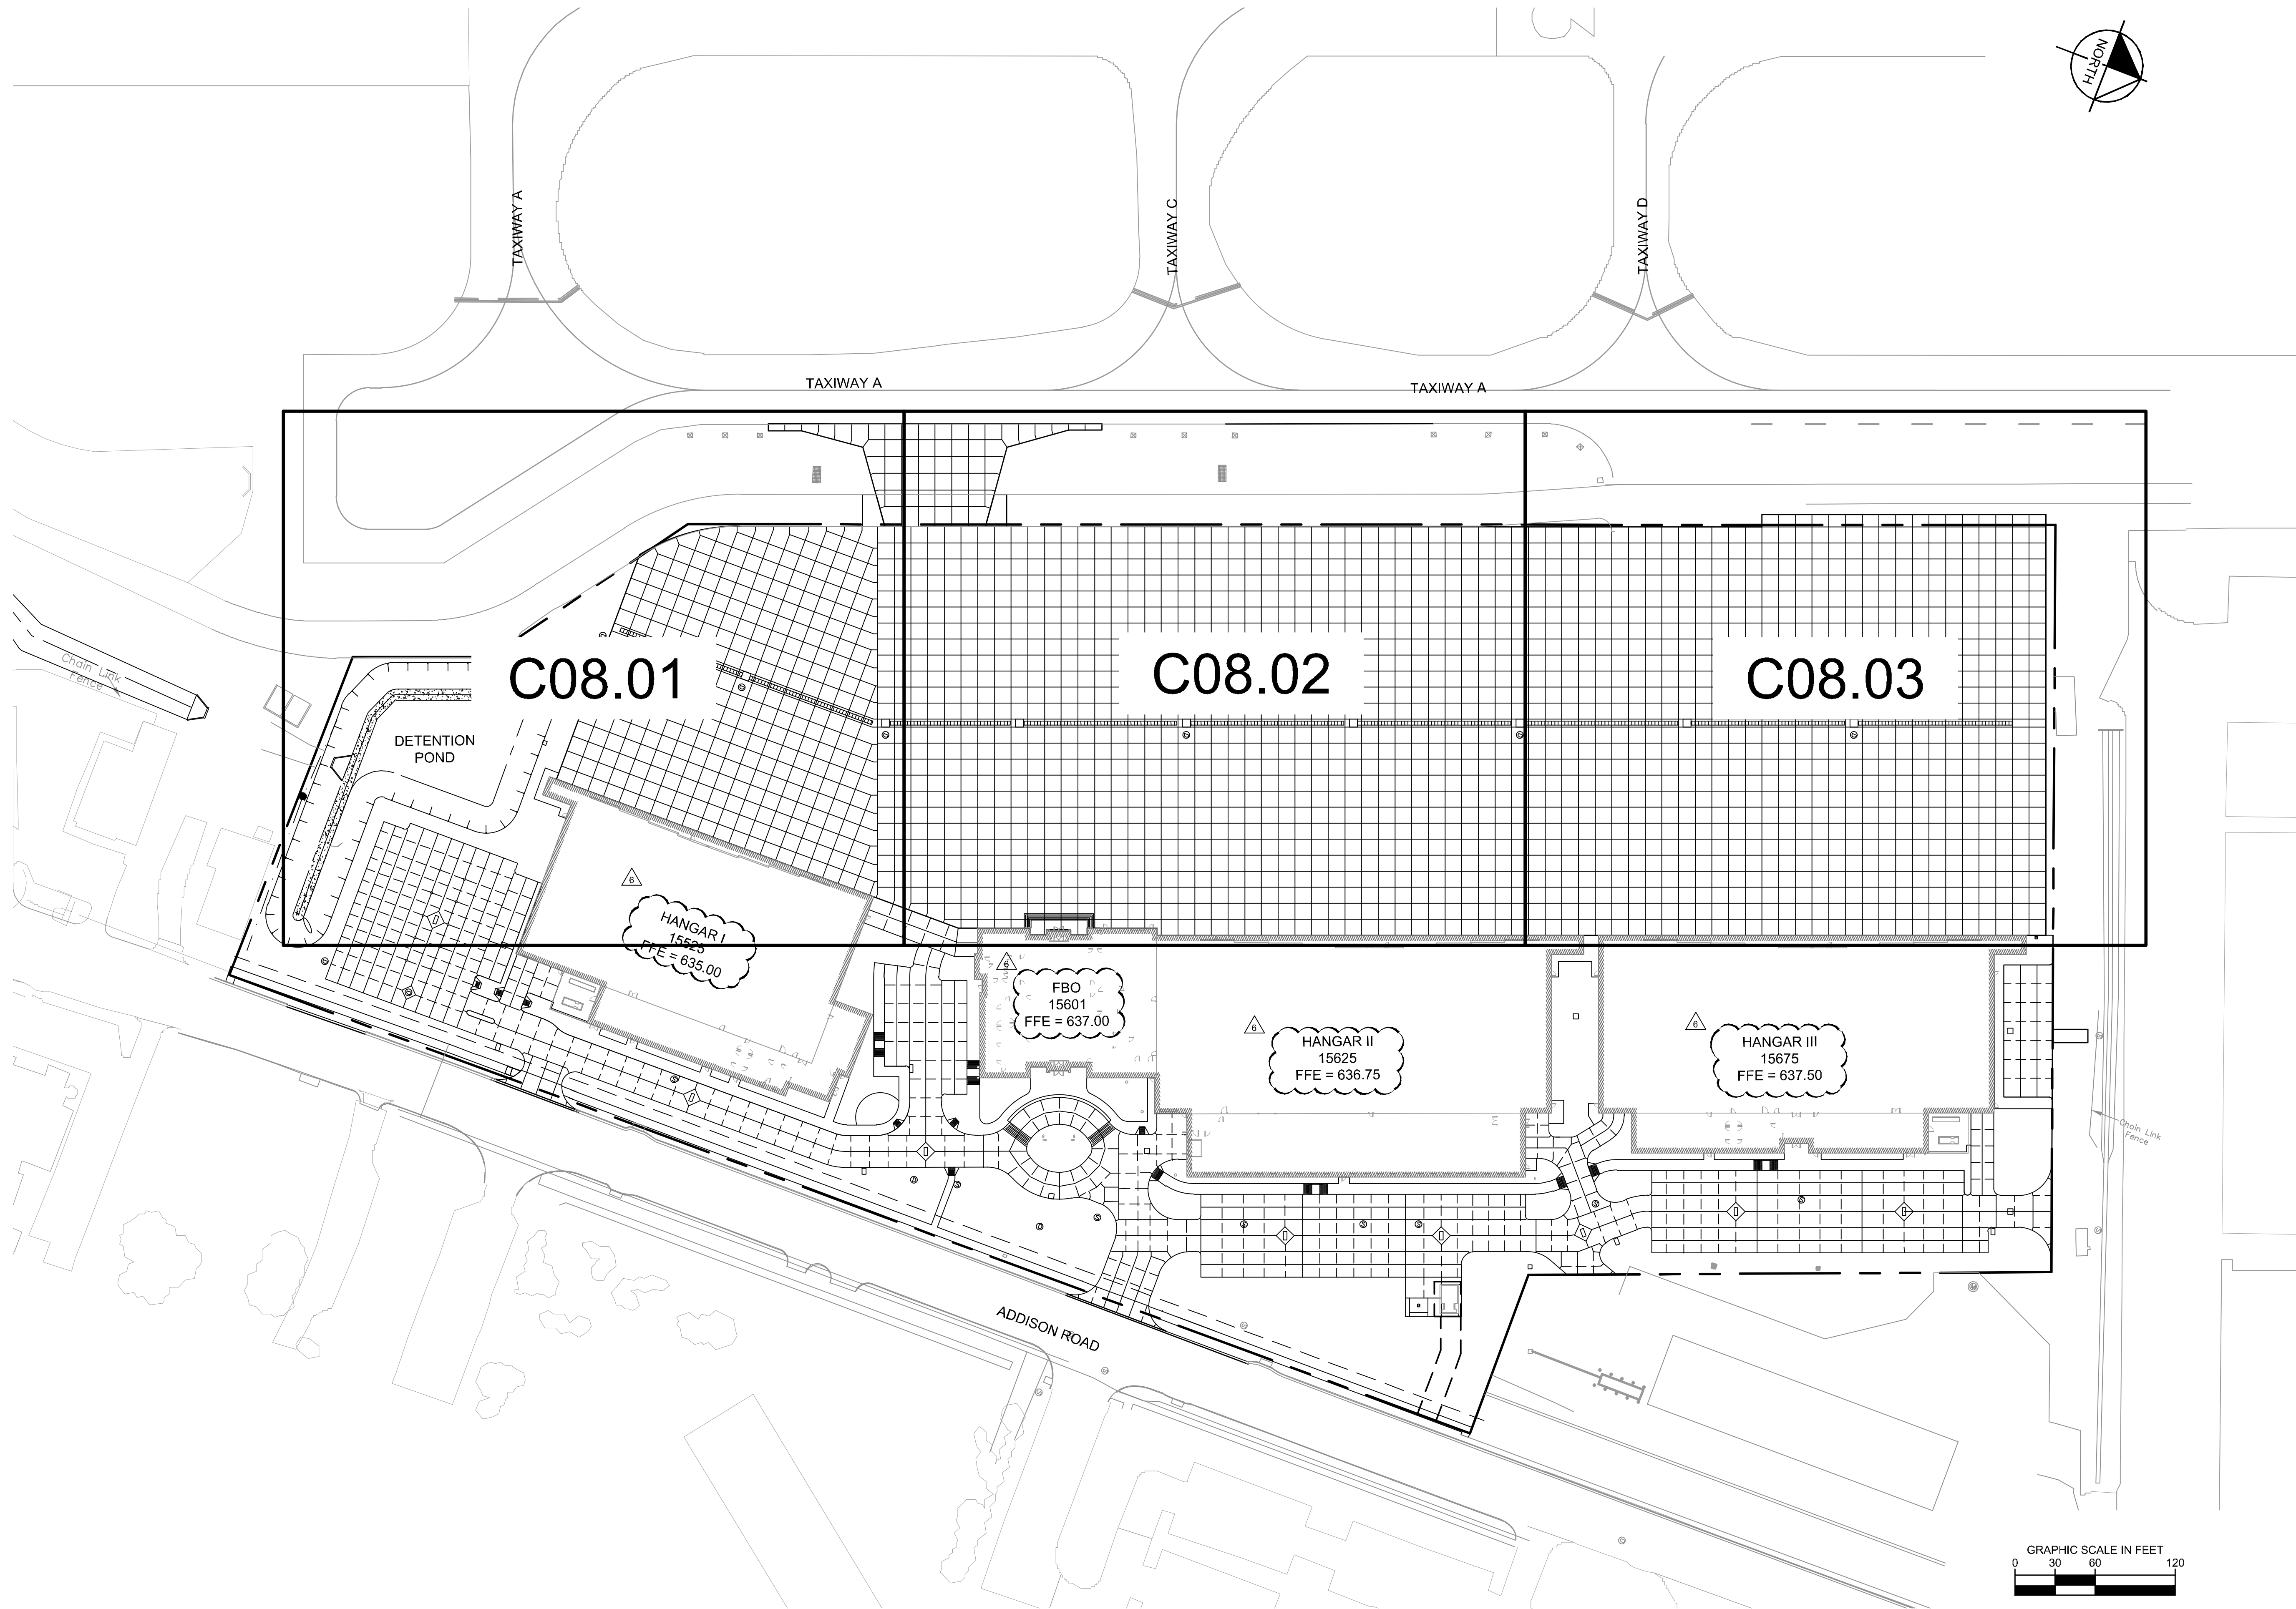 3
NORTH
TAXIWAY A
TAXIWAY C
TAXIWAY D
TAXIWAY A
TAXIWAY A
C08.01
C08.02
C08.03
Chain Link
Fence
DETENTION
POND
6
HANGAR I
15525
FFE = 635.00
6
FBO
15601
FFE = 637.00
6
HANGAR II
15625
FFE = 636.75
6
HANGAR III
15675
FFE = 637.50
Chain Link
Fence
ADDISON ROAD
GRAPHIC SCALE IN FEET
0 30 60 120